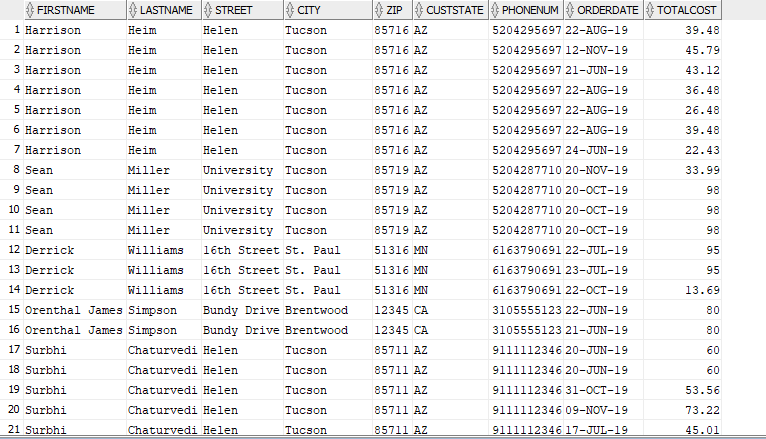 FIRSTNAME LASTNAME STREET CITY ZIP CUSTSTATE PHONENUM ORDERDATE TOTALCOST
1 Harrison Heim Helen Tucson 85716 AZ 5204295697 22-AUG-19 39.48
2 Harrison Heim Helen Tucson 85716 AZ 5204295697 12-NOV-19 45.79
3 Harrison Heim Helen Tucson 85716 AZ 5204295697 21-JUN-19 43.12
4 Harrison Heim Helen Tucson 85716 AZ 5204295697 22-AUG-19 36.48
5 Harrison Heim Helen Tucson 85716 AZ 5204295697 22-AUG-19 26.48
6 Harrison Heim Helen Tucson 85716 AZ 5204295697 22-AUG-19 39.48
7 Harrison Heim Helen Tucson 85716 AZ 5204295697 24-JUN-19 22.43
8 Sean Miller University Tucson 85719 AZ 5204287710 20-NOV-19 33.99
9 Sean Miller University Tucson 85719 AZ 5204287710 20-OCT-19 98
10 Sean Miller University Tucson 85719 AZ 5204287710 20-OCT-19 98
11 Sean Miller University Tucson 85719 AZ 5204287710 20-OCT-19 98
12 Derrick Williams 16th Street St. Paul 51316 MN 6163790691 22-JUL-19 95
13 Derrick Williams 16th Street St. Paul 51316 MN 6163790691 23-JUL-19 95
14 Derrick Williams 16th Street St. Paul 51316 MN 6163790691 22-OCT-19 13.69
15 Orenthal James Simpson Bundy Drive Brentwood 12345 CA 3105555123 22-JUN-19 80
16 Orenthal James Simpson Bundy Drive Brentwood 12345 CA 3105555123 21-JUN-19 80
17 Surbhi Chaturvedi Helen Tucson 85711 AZ 9111112346 20-JUN-19 60
18 Surbhi Chaturvedi Helen Tucson 85711 AZ 9111112346 20-JUN-19 60
19 Surbhi Chaturvedi Helen Tucson 85711 AZ 9111112346 31-OCT-19 53.56
20 Surbhi Chaturvedi Helen Tucson 85711 AZ 9111112346 09-NOV-19 73.22
21 Surbhi Chaturvedi Helen Tucson 85711 AZ 9111112346 17-JUL-19 45.01